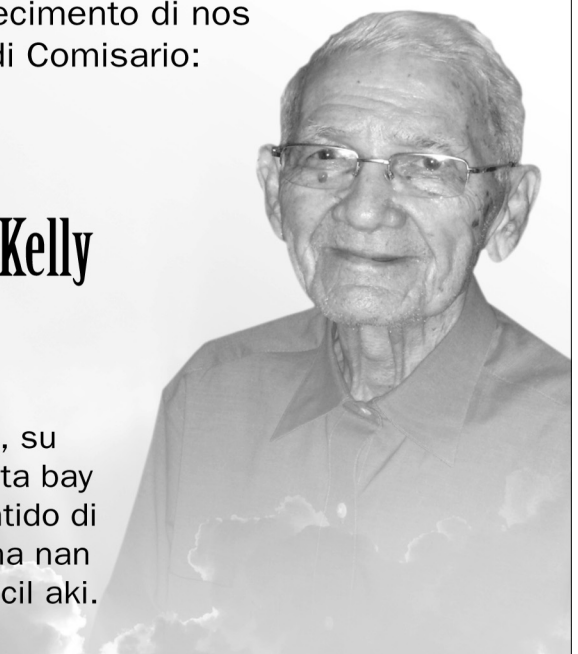 ecimento di nos
di Comisario:
Kelly
, su
ta bay
tido di
na nan
cil aki.